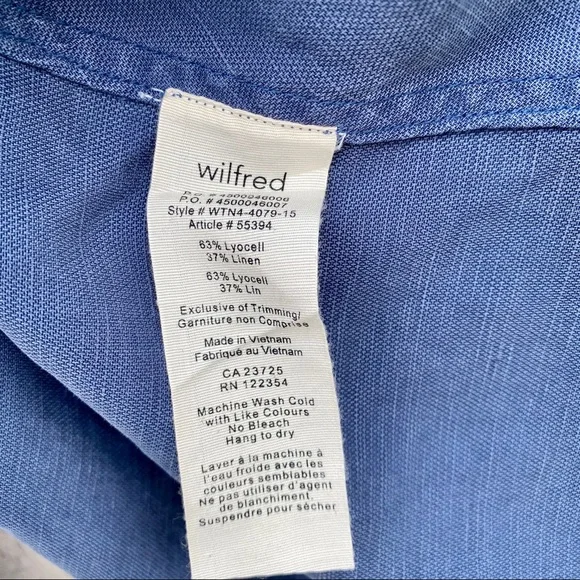 wilfred
P.O. # 4500046006
P.O. # 4500046007
Style # WTN4-4079-15
Article # 55394
63% Lyocell
37% Linen
63% Lyocell
37% Lin
Exclusive of Trimming/
Garniture non Comprise
Made in Vietnam
Fabriqué au Vietnam
CA 23725
RN 122354
Machine Wash Cold
with Like Colours
No Bleach
Hang to dry
Laver à la machine à
l'eau froide avec les
couleurs semblables
Ne pas utiliser d'agent
de blanchiment.
Suspendre pour sécher